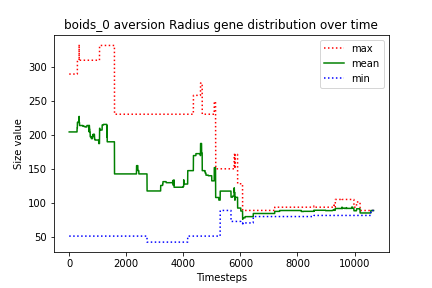 boids_0 aversion Radius gene distribution over time
max
mean
min
Size value
300
250
200
150
100
50
0
2000
4000
6000
8000
10000
Timesteps